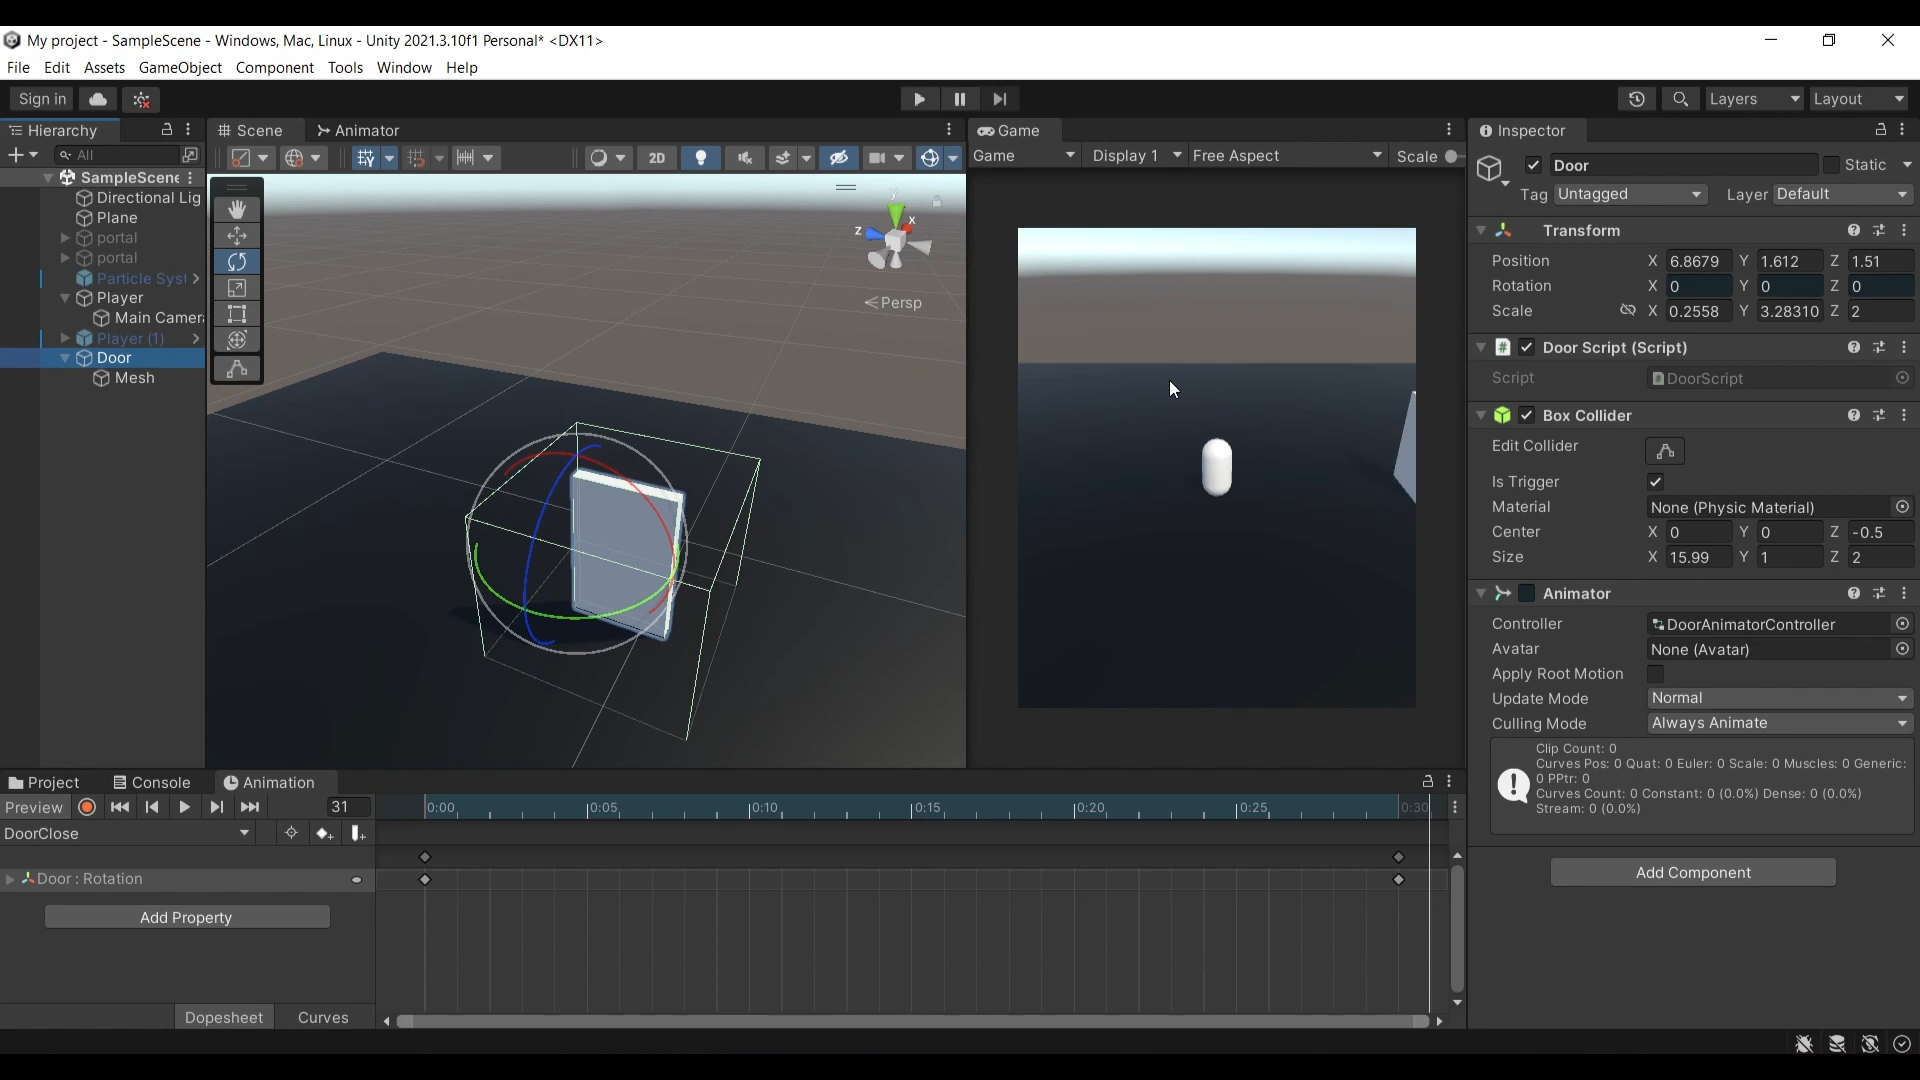 My project - SampleScene - Windows, Mac, Linux - Unity 2021.3.10f1 Personal* <DX11>
File Edit Assets GameObject Component Tools Window Help
Sign in
Layers
Layout
Hierarchy
All
SampleScene
Directional Lig
Plane
portal
portal
Particle Syst
Player
Main Camer
Player (1)
Door
Mesh
Scene
Animator
2D
y
x
z
Persp
Game
Game
Display 1
Free Aspect
Scale
Inspector
Door
Static
Tag Untagged
Layer Default
Transform
Position X 6.8679 Y 1.612 Z 1.51
Rotation X 0 Y 0 Z 0
Scale X 0.2558 Y 3.28310 Z 2
Door Script (Script)
Script DoorScript
Box Collider
Edit Collider
Is Trigger
Material None (Physic Material)
Center X 0 Y 0 Z -0.5
Size X 15.99 Y 1 Z 2
Animator
Controller DoorAnimatorController
Avatar None (Avatar)
Apply Root Motion
Update Mode Normal
Culling Mode Always Animate
Clip Count: 0
Curves Pos: 0 Quat: 0 Euler: 0 Scale: 0 Muscles: 0 Generic:
0 PPtr: 0
Curves Count: 0 Constant: 0 (0.0%) Dense: 0 (0.0%)
Stream: 0 (0.0%)
Add Component
Project
Console
Animation
Preview
31
0:00 0:05 0:10 0:15 0:20 0:25 0:30
DoorClose
Door : Rotation
Add Property
Dopesheet
Curves